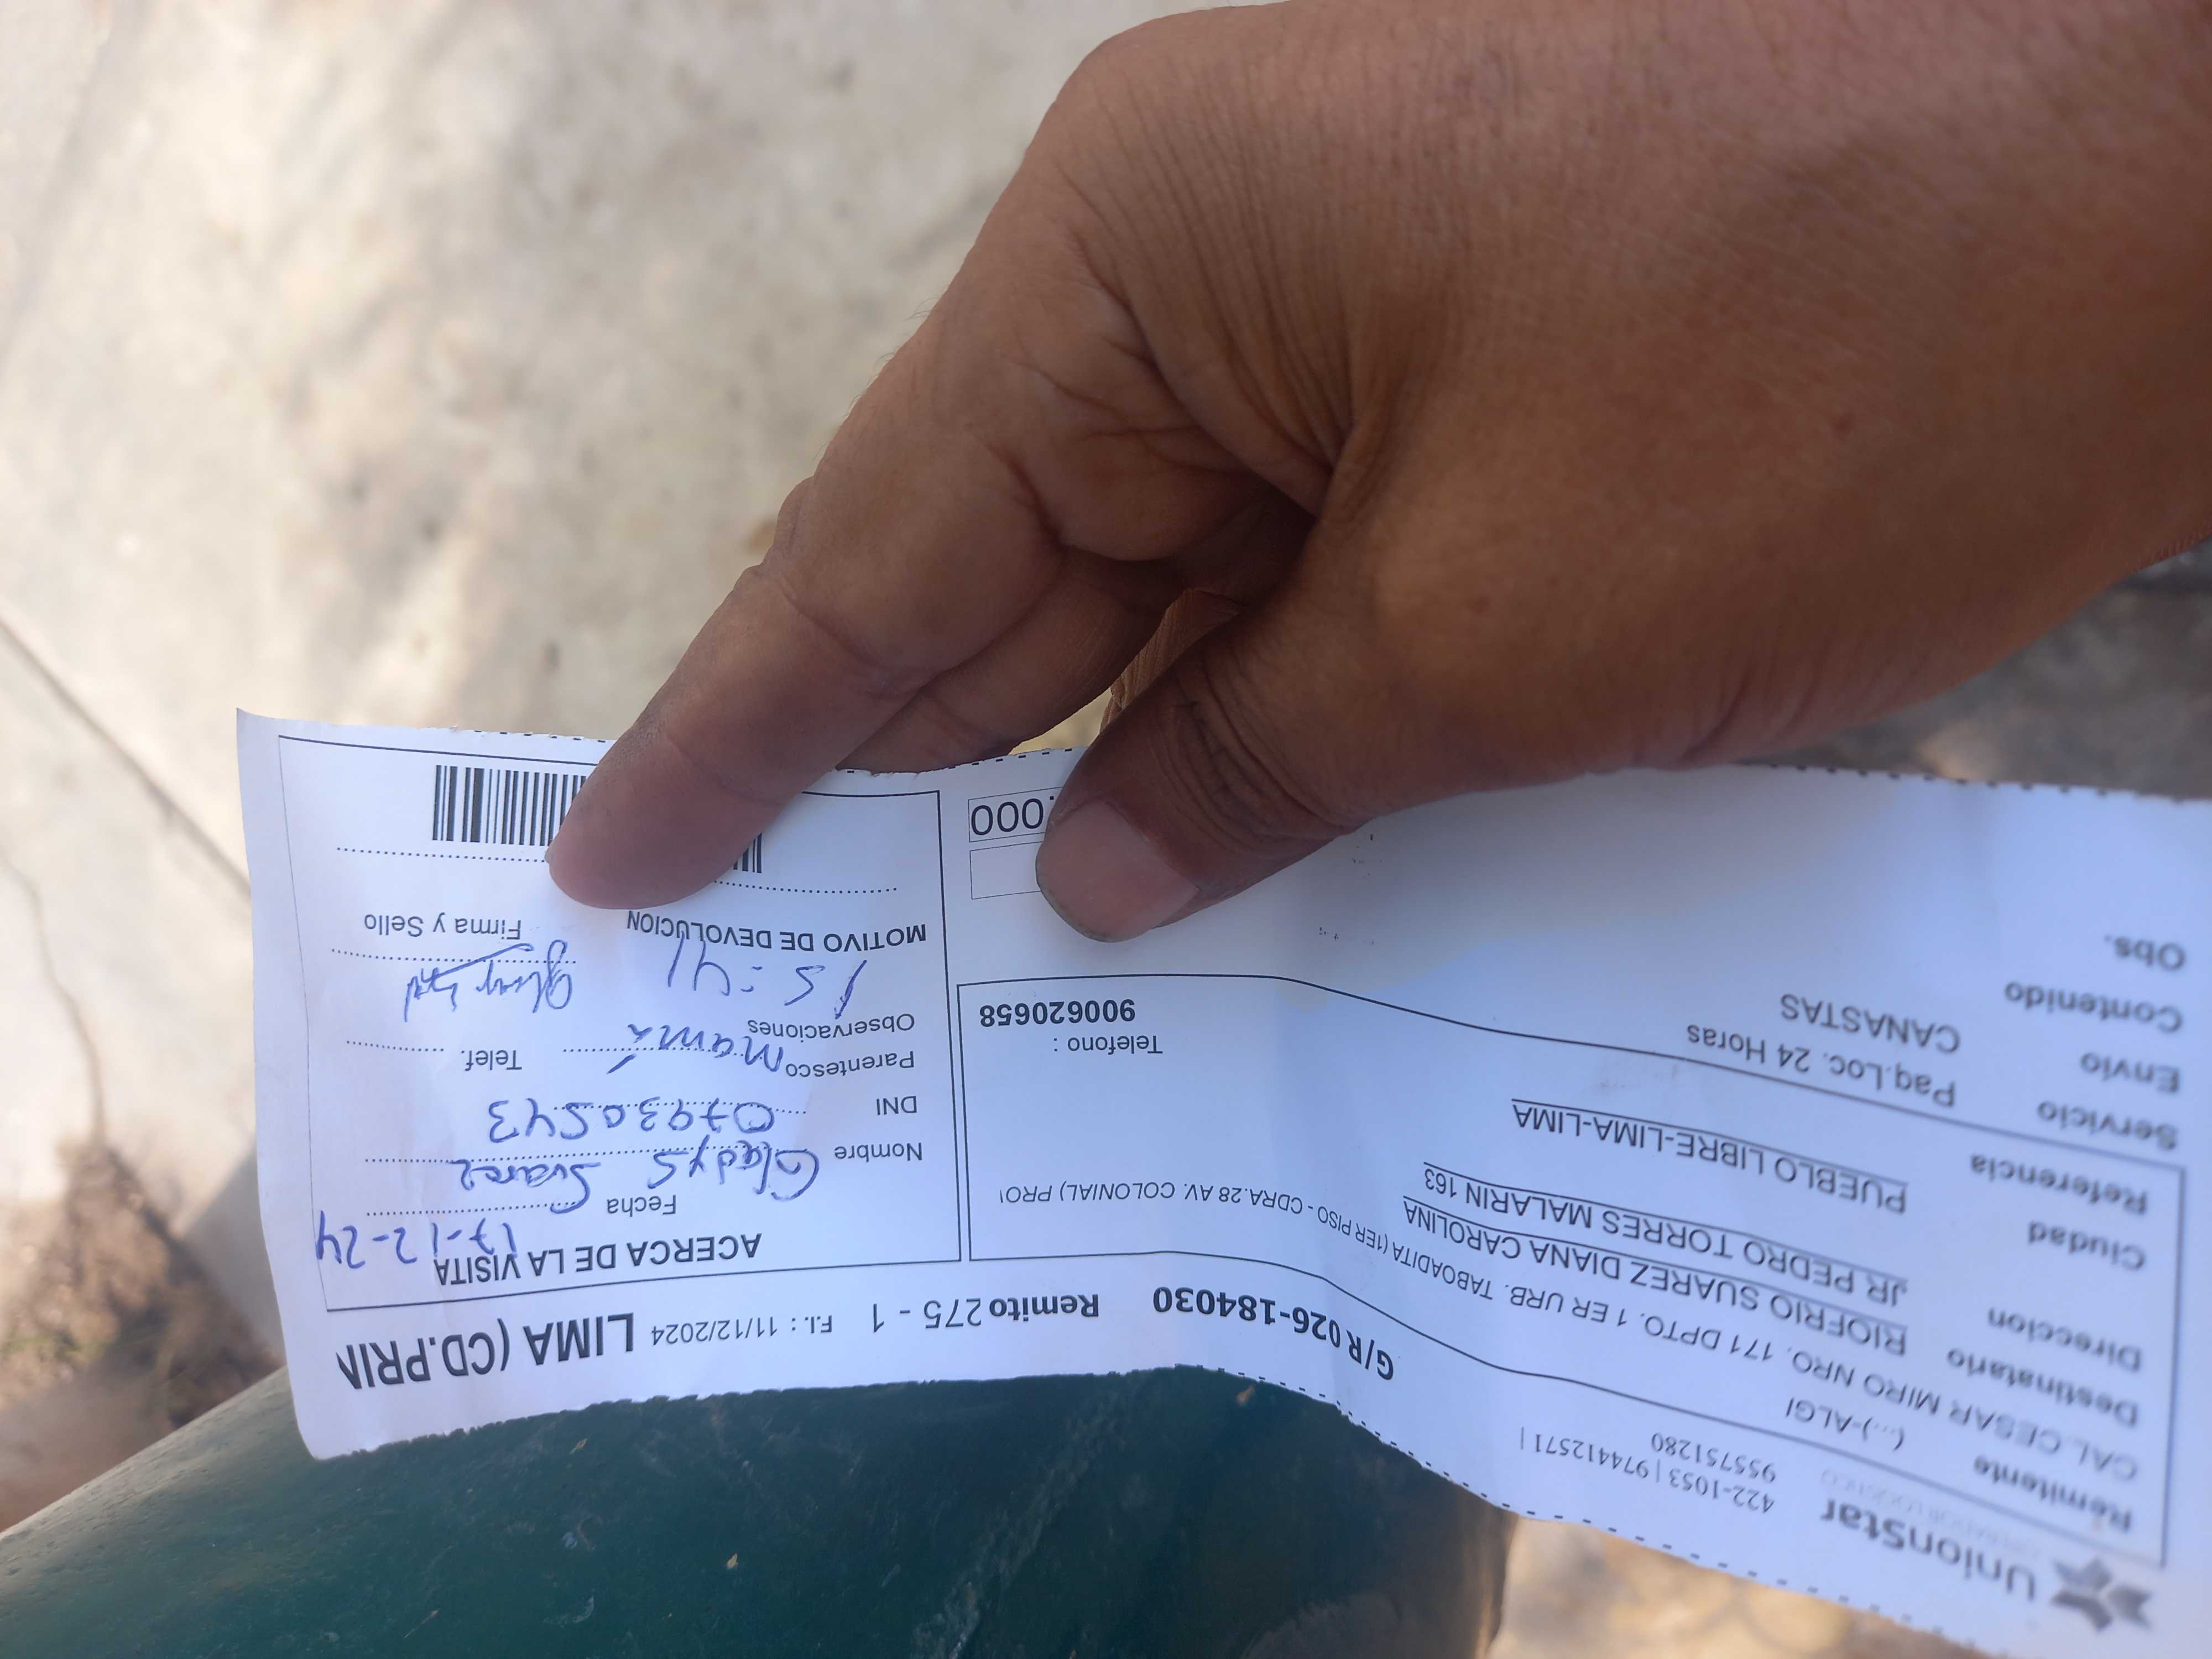 UnionStar
OPERADOR LOGISTICO
422-1053 | 974412571 |
955751280
G/R 026-184030
Remito 275 - 1
F.I. : 11/12/2024
LIMA (CD.PRIN
Remitente (...)-ALGI
CAL CESAR MIRO NRO. 171 DPTO. 1 ER URB. TABOADITA (1ER PISO - CDRA.28 AV. COLONIAL) PRO
Destinatario RIOFRIO SUAREZ DIANA CAROLINA
Direccion JR PEDRO TORRES MALARIN 163
Ciudad PUEBLO LIBRE-LIMA-LIMA
Referencia
Telefono :
900620658
Servicio Paq.Loc. 24 Horas
Envio CANASTAS
Contenido
Obs.
.000
ACERCA DE LA VISITA
Fecha 17-12-24
Nombre Gladys Suarez
DNI 07930543
Parentesco Mamá
Telef.
Observaciones
15:41
MOTIVO DE DEVOLUCION
Firma y Sello